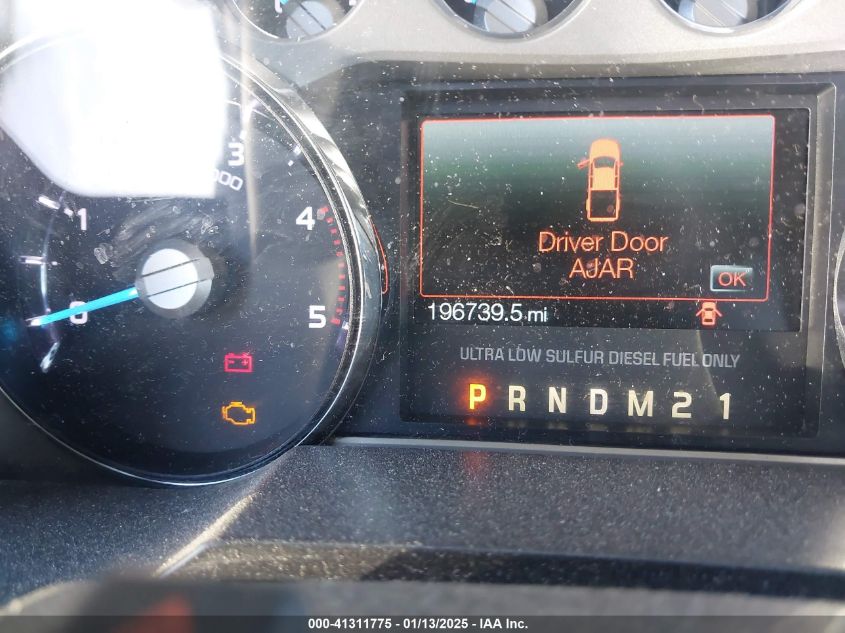 3
000
1
4
0
5
Driver Door
AJAR
OK
196739.5 mi
ULTRA LOW SULFUR DIESEL FUEL ONLY
P R N D M 2 1
000-41311775 | 01/13/2025 | IAA Inc.